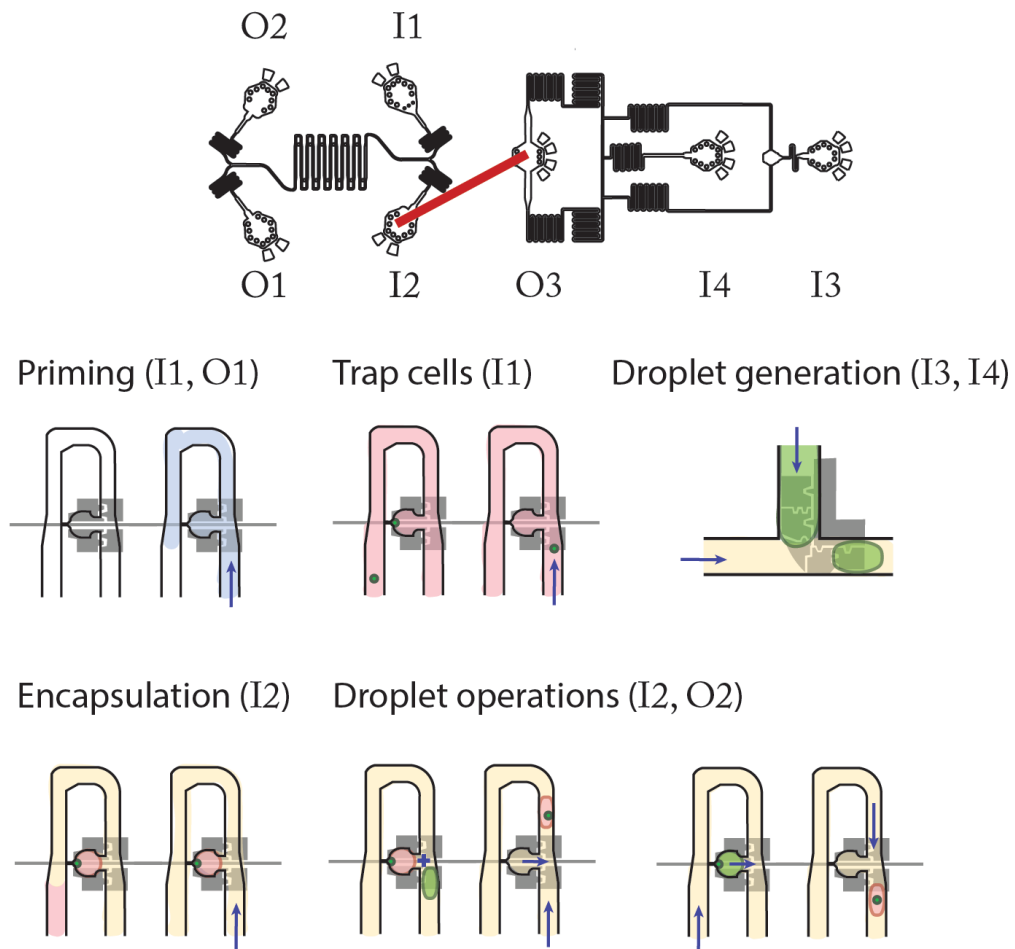 O2 I1
O1 I2 O3 I4 I3
Priming (I1, O1) Trap cells (I1) Droplet generation (I3, I4)
Encapsulation (I2) Droplet operations (I2, O2)